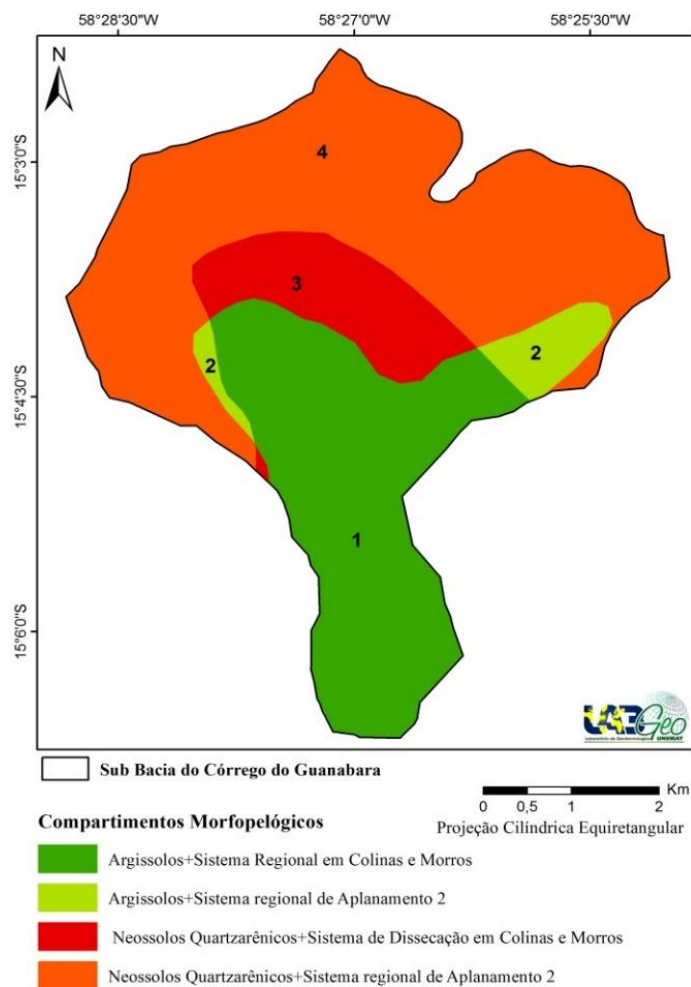 58°28'30"W 58°27'0"W 58°25'30"W
N
15°3'0"S
4
3
2
2
15°4'30"S
1
15°6'0"S
LABGeo
UNEMAT
Sub Bacia do Córrego do Guanabara
Km
0 0,5 1 2
Projeção Cilíndrica Equiretangular
Compartimentos Morfopelógicos
Argissolos+Sistema Regional em Colinas e Morros
Argissolos+Sistema regional de Aplanamento 2
Neossolos Quartzarênicos+Sistema de Dissecação em Colinas e Morros
Neossolos Quartzarênicos+Sistema regional de Aplanamento 2